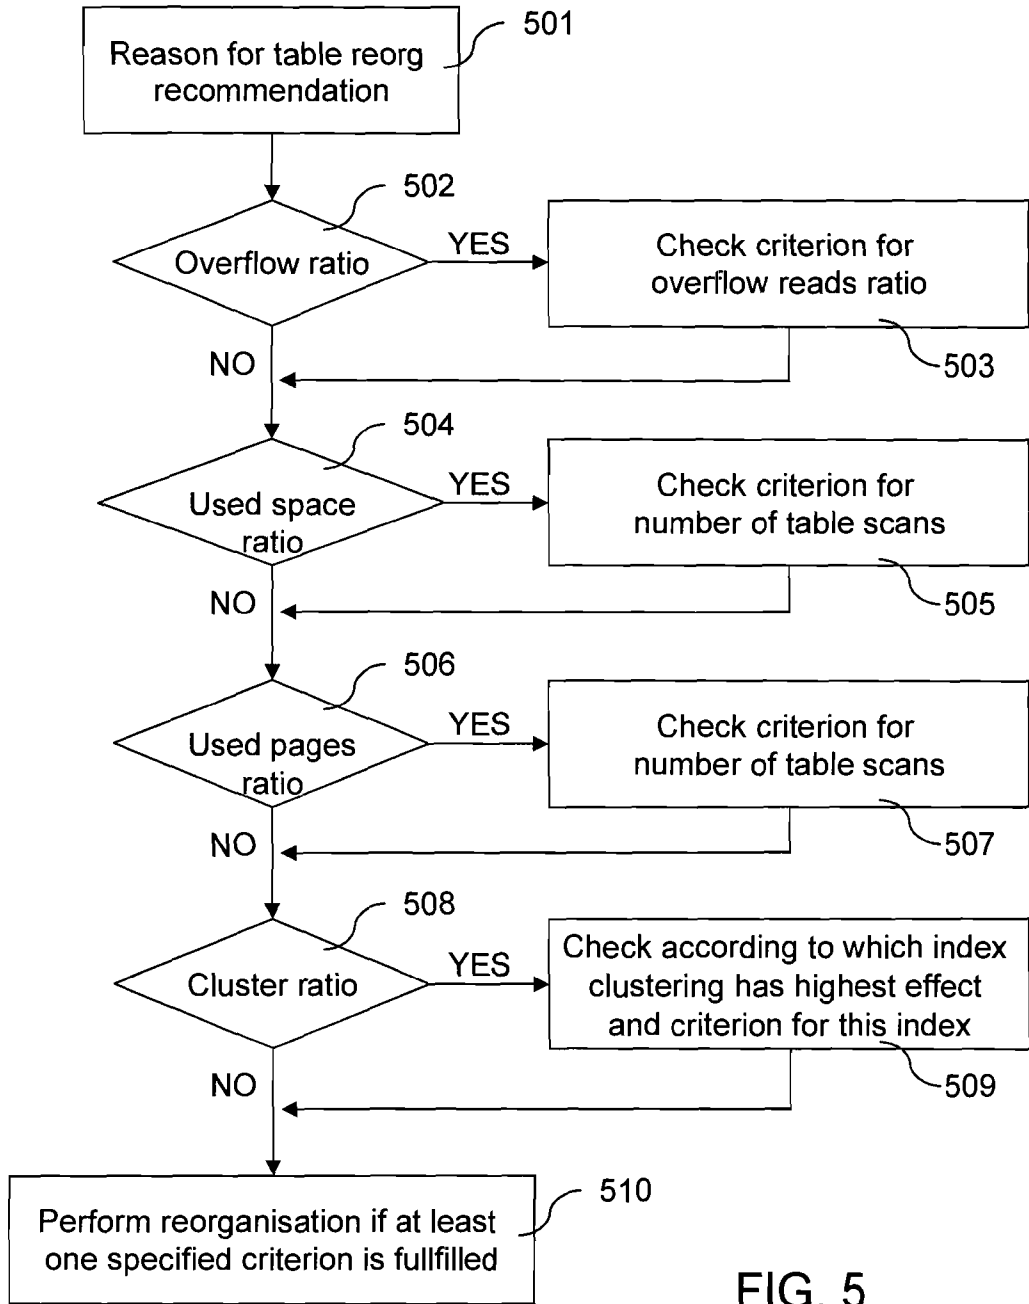 501
Reason for table reorg
recommendation
502
Overflow ratio
YES
Check criterion for
overflow reads ratio
503
NO
504
Used space
ratio
YES
Check criterion for
number of table scans
505
NO
506
Used pages
ratio
YES
Check criterion for
number of table scans
507
NO
508
Cluster ratio
YES
Check according to which index
clustering has highest effect
and criterion for this index
509
NO
510
Perform reorganisation if at least
one specified criterion is fullfilled
FIG. 5